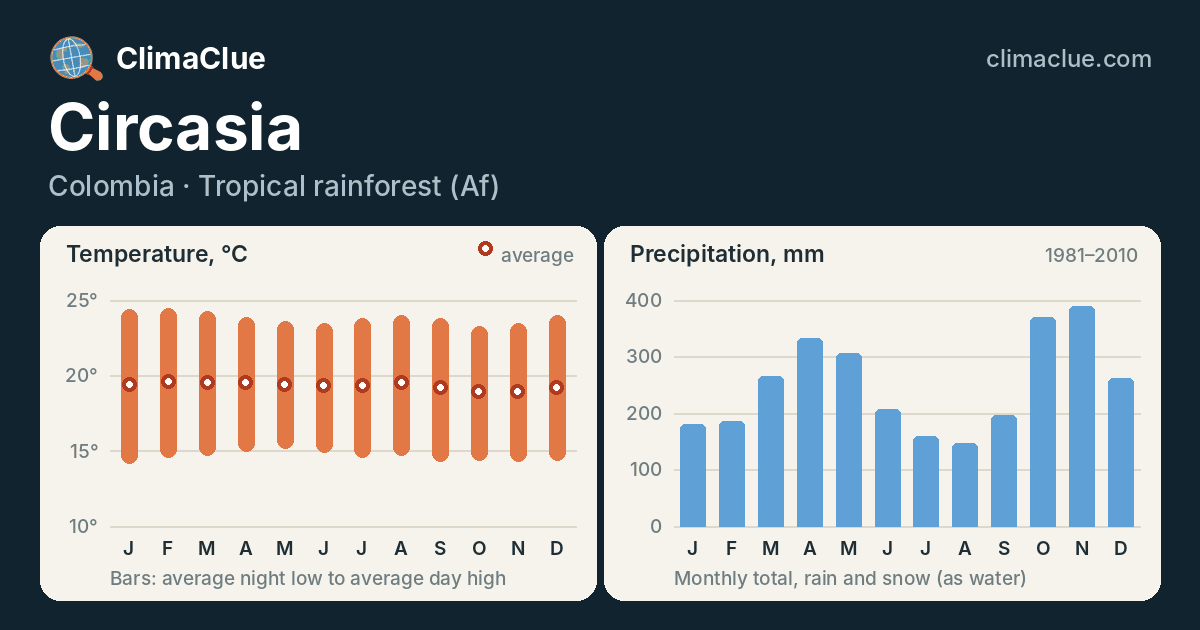 ClimaClue
climaclue.com
Circasia
Colombia · Tropical rainforest (Af)
Temperature, °C
average
25°
20°
15°
10°
J F M A M J J A S O N D
Bars: average night low to average day high
Precipitation, mm
1981–2010
400
300
200
100
0
J F M A M J J A S O N D
Monthly total, rain and snow (as water)